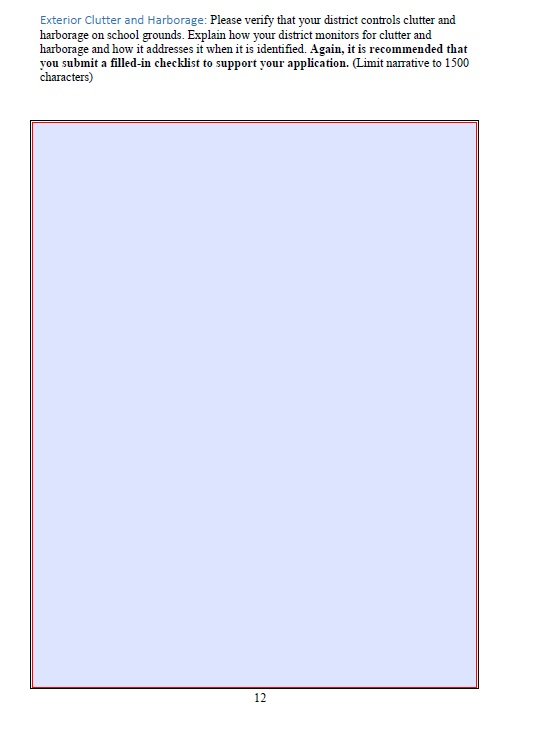 Exterior Clutter and Harborage: Please verify that your district controls clutter and
harborage on school grounds. Explain how your district monitors for clutter and
harborage and how it addresses it when it is identified. Again, it is recommended that
you submit a filled-in checklist to support your application. (Limit narrative to 1500
characters)
12